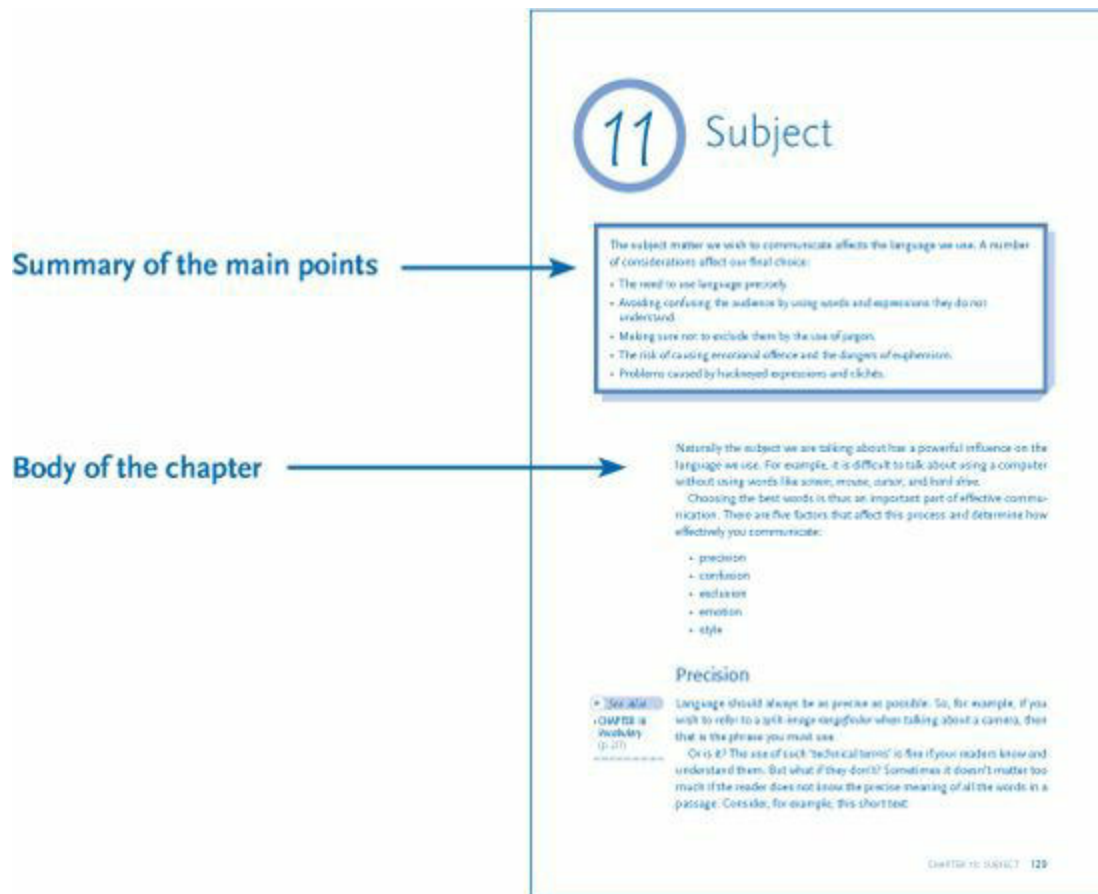 11 Subject
Summary of the main points
The subject matter we wish to communicate affects the language we use. A number
of considerations affect our final choice:
• The need to use language precisely.
• Avoiding confusing the audience by using words and expressions they do not
understand.
• Making sure not to exclude them by the use of jargon.
• The risk of causing emotional offence and the dangers of euphemism.
• Problems caused by hackneyed expressions and clichés.
Body of the chapter
Naturally the subject we are talking about has a powerful influence on the
language we use. For example, it is difficult to talk about using a computer
without using words like screen, mouse, cursor, and hard drive.
Choosing the best words is thus an important part of effective commu-
nication. There are five factors that affect this process and determine how
effectively you communicate:
• precision
• confusion
• exclusion
• emotion
• style
Precision
See also
CHAPTER
Vocabulary
Language should always be as precise as possible. So, for example, if you
wish to refer to a split-image rangefinder when talking about a camera, then
that is the phrase you must use.
Or is it? The use of such 'technical terms' is fine if your readers know and
understand them. But what if they don't? Sometimes it doesn't matter too
much if the reader does not know the precise meaning of all the words in a
passage. Consider, for example, this short text:
CHAPTER SUBJECT 129